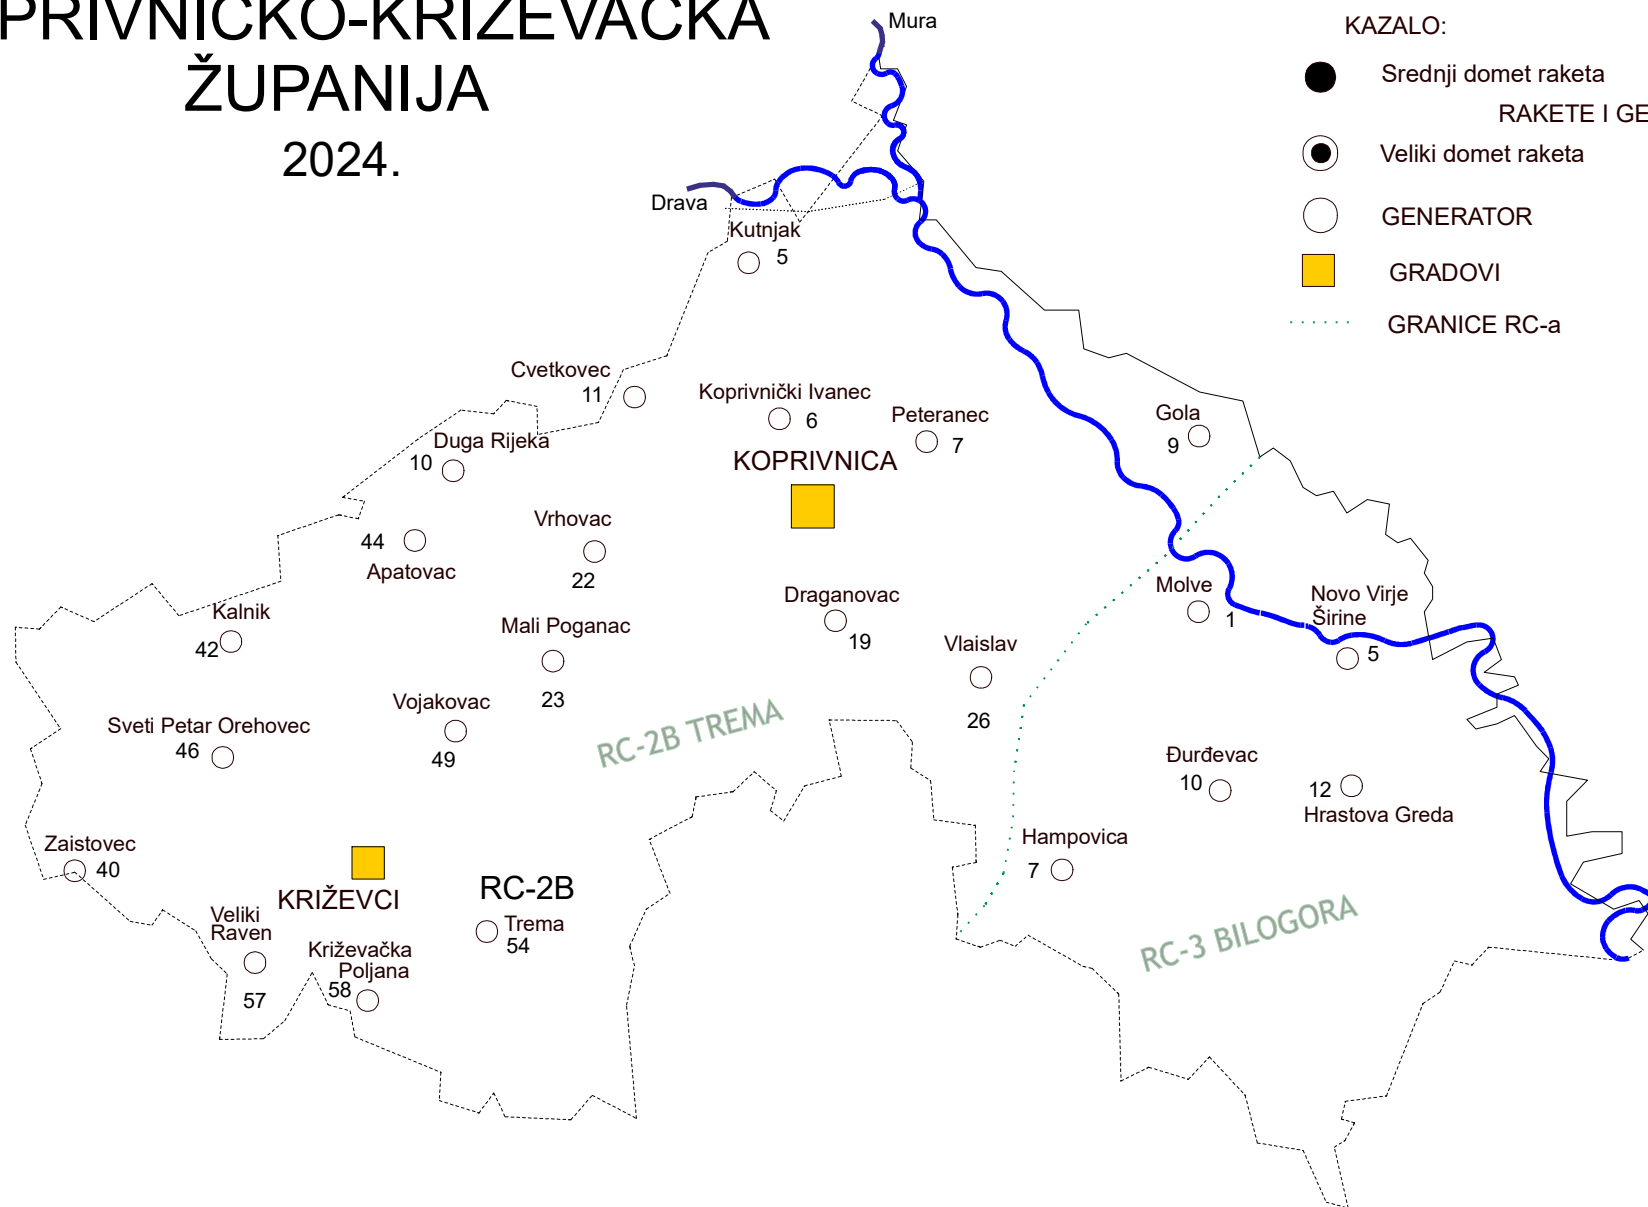 PRIVNIČKO-KRIŽEVAČKA
ŽUPANIJA
2024.
Mura
Drava
KAZALO:
Srednji domet raketa
RAKETE I GE
Veliki domet raketa
GENERATOR
GRADOVI
GRANICE RC-a
Kutnjak
5
Cvetkovec
11
Koprivnički Ivanec
6
Peteranec
7
Gola
9
Duga Rijeka
10
KOPRIVNICA
Vrhovac
22
44
Apatovac
Kalnik
42
Mali Poganac
23
Draganovac
19
Vlaislav
26
Molve
1
Novo Virje
Širine
5
Vojakovac
49
Sveti Petar Orehovec
46
RC-2B TREMA
Đurđevac
10
12
Hrastova Greda
Zaistovec
40
KRIŽEVCI
RC-2B
Trema
54
Hampovica
7
Veliki
Raven
57
Križevačka
Poljana
58
RC-3 BILOGORA